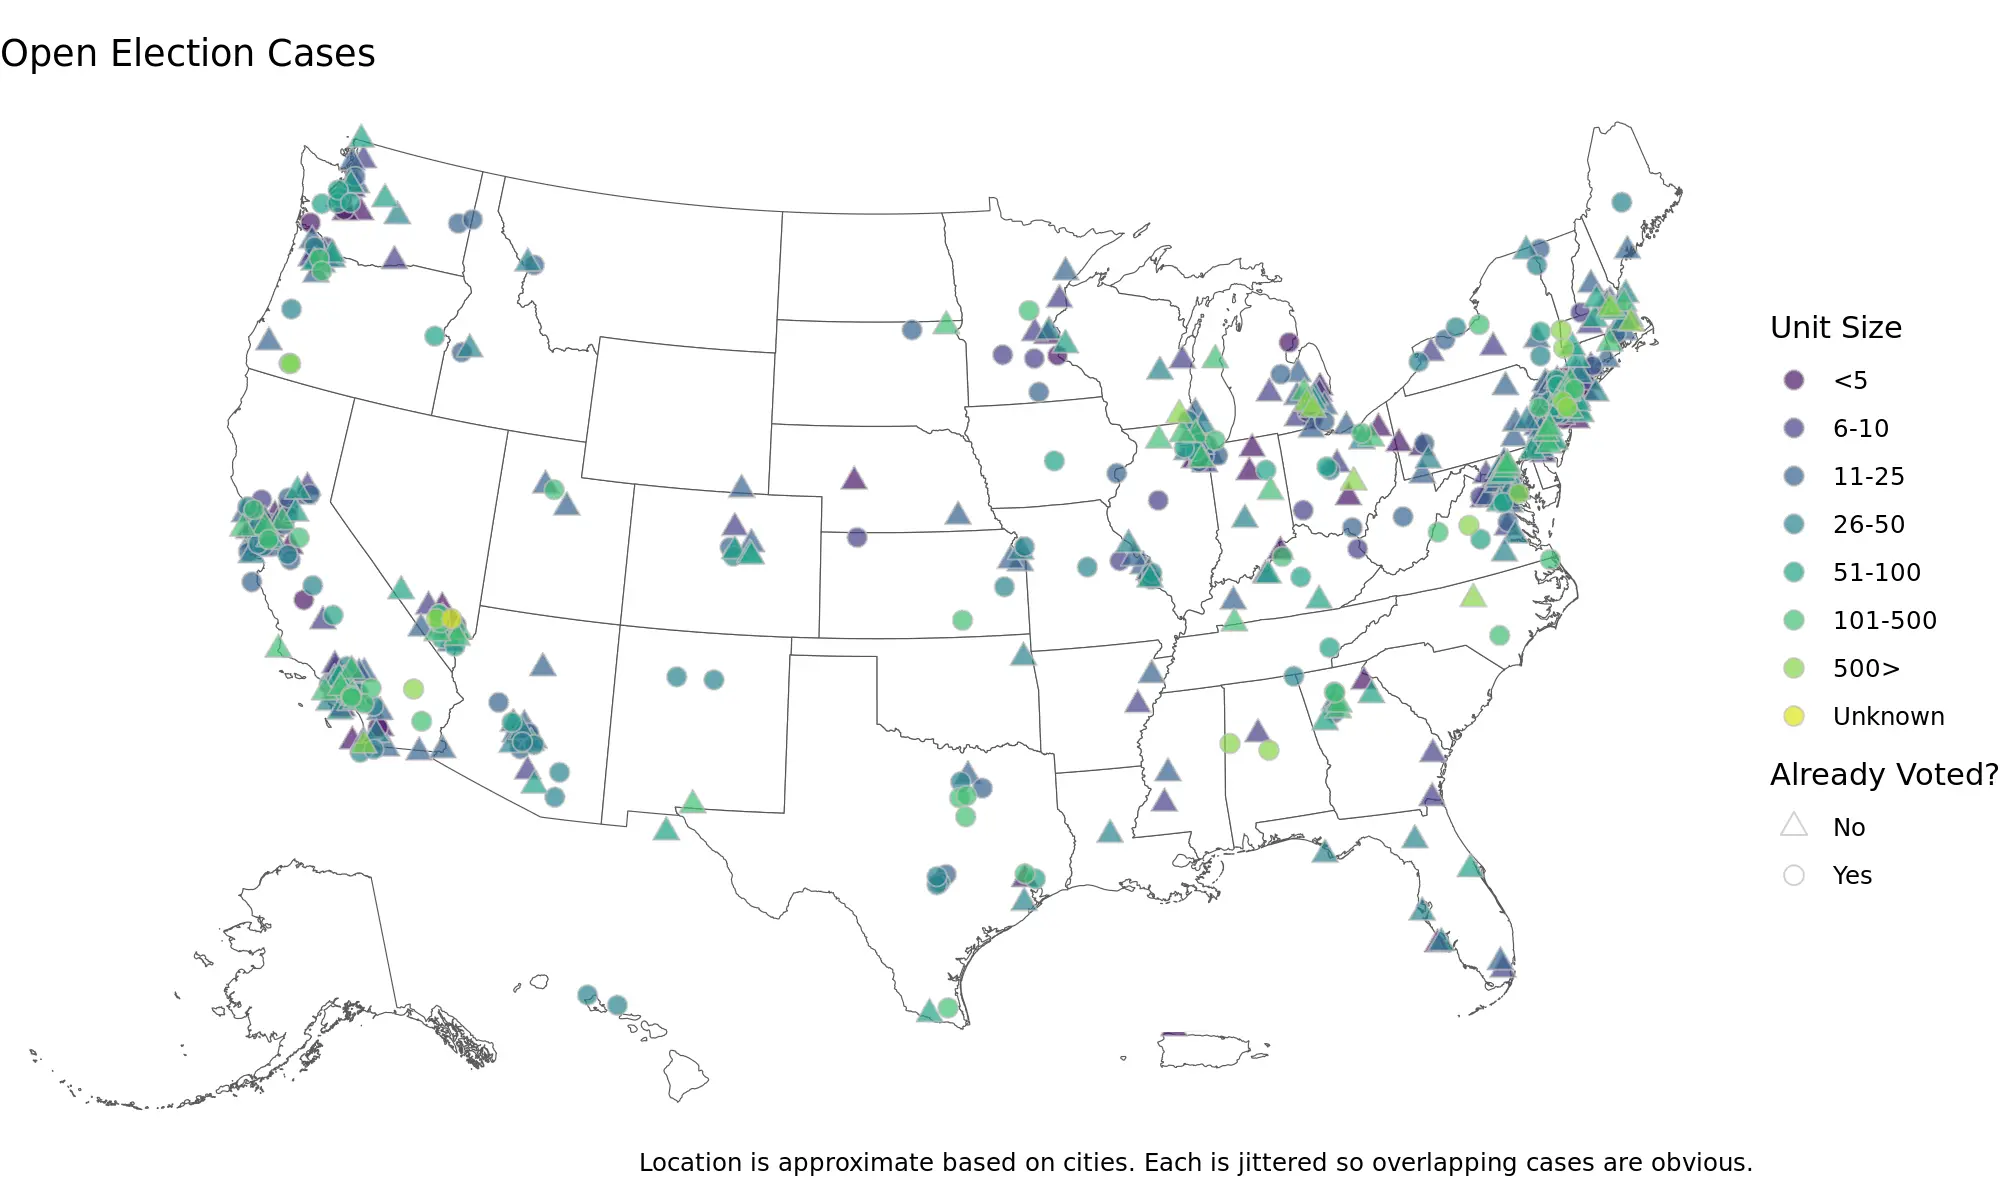 Open Election Cases
Unit Size
<5
6-10
11-25
26-50
51-100
101-500
500>
Unknown
Already Voted?
No
Yes
Location is approximate based on cities. Each is jittered so overlapping cases are obvious.